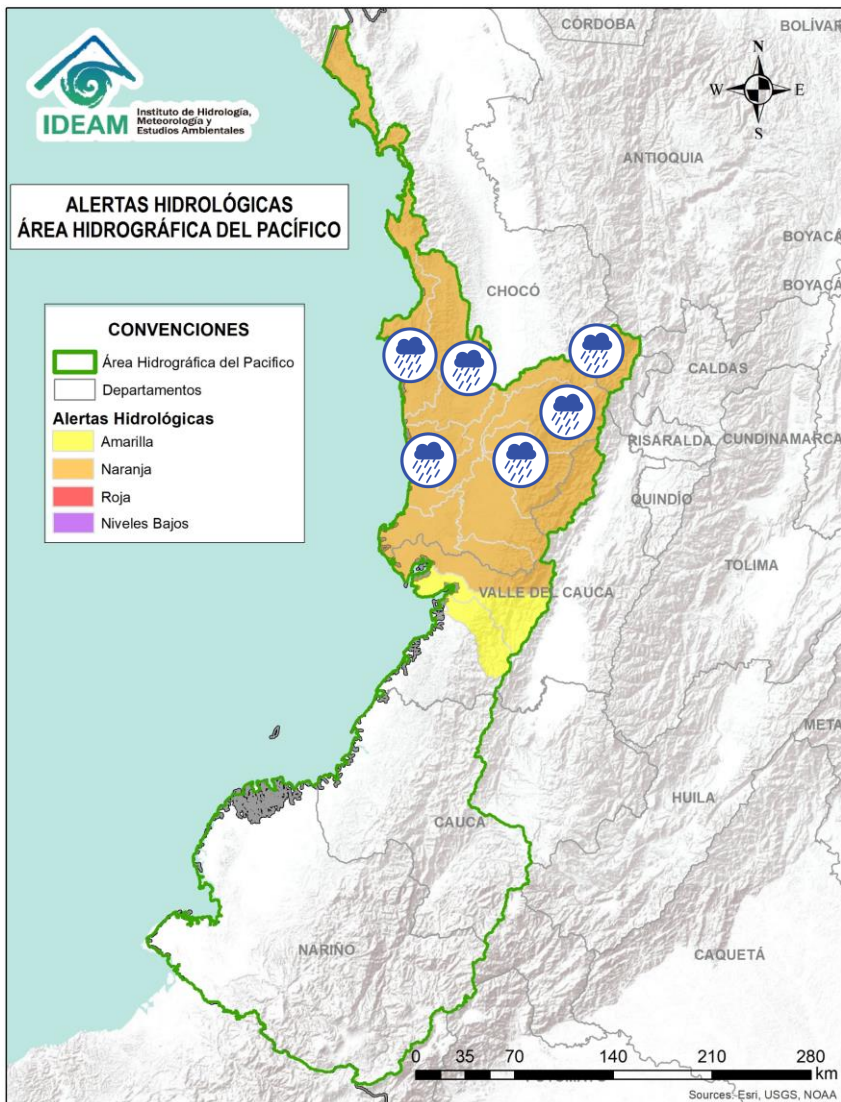 CÓRDOBA
BOLÍVAR
N
W
E
S
IDEAM
Instituto de Hidrología,
Meteorología y
Estudios Ambientales
ANTIOQUIA
ALERTAS HIDROLÓGICAS
ÁREA HIDROGRÁFICA DEL PACÍFICO
BOYACÁ
BOYACÁ
CHOCÓ
CONVENCIONES
Área Hidrográfica del Pacifico
Departamentos
Alertas Hidrológicas
Amarilla
Naranja
Roja
Niveles Bajos
CALDAS
RISARALDA
CUNDINAMARCA
QUINDÍO
TOLIMA
VALLE DEL CAUCA
META
HUILA
CAUCA
NARIÑO
CAQUETÁ
0 35 70 140 210 280
km
Sources: Esri, USGS, NOAA